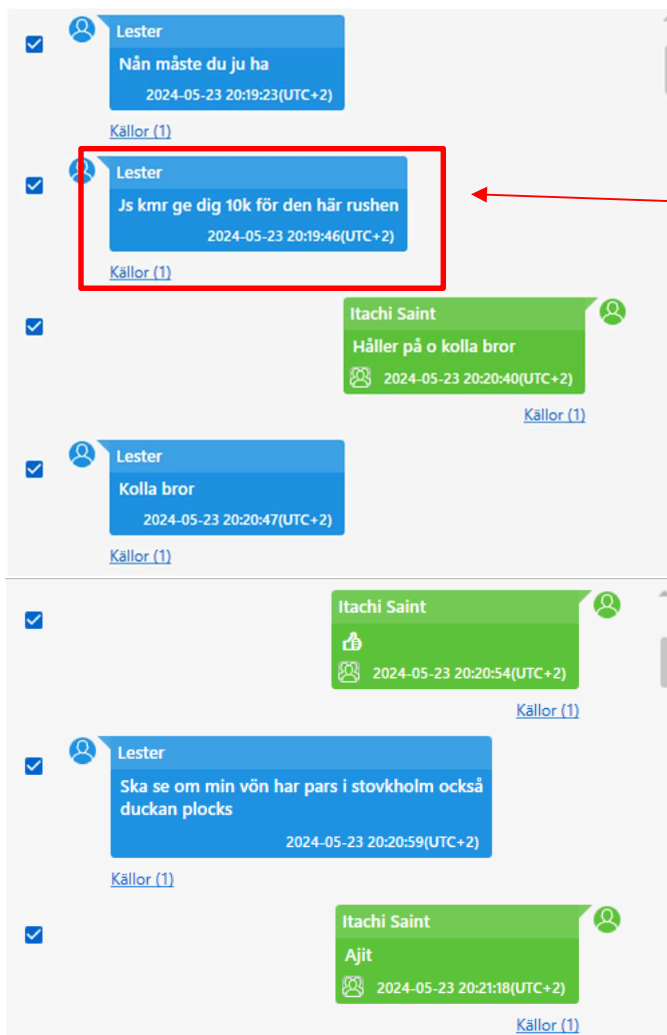 Lester
Nån måste du ju ha
2024-05-23 20:19:23(UTC+2)
Källor (1)
Lester
Js kmr ge dig 10k för den här rushen
2024-05-23 20:19:46(UTC+2)
Källor (1)
Itachi Saint
Håller på o kolla bror
2024-05-23 20:20:40(UTC+2)
Källor (1)
Lester
Kolla bror
2024-05-23 20:20:47(UTC+2)
Källor (1)
Itachi Saint
👍
2024-05-23 20:20:54(UTC+2)
Källor (1)
Lester
Ska se om min vön har pars i stovkholm också
duckan plocks
2024-05-23 20:20:59(UTC+2)
Källor (1)
Itachi Saint
Ajit
2024-05-23 20:21:18(UTC+2)
Källor (1)